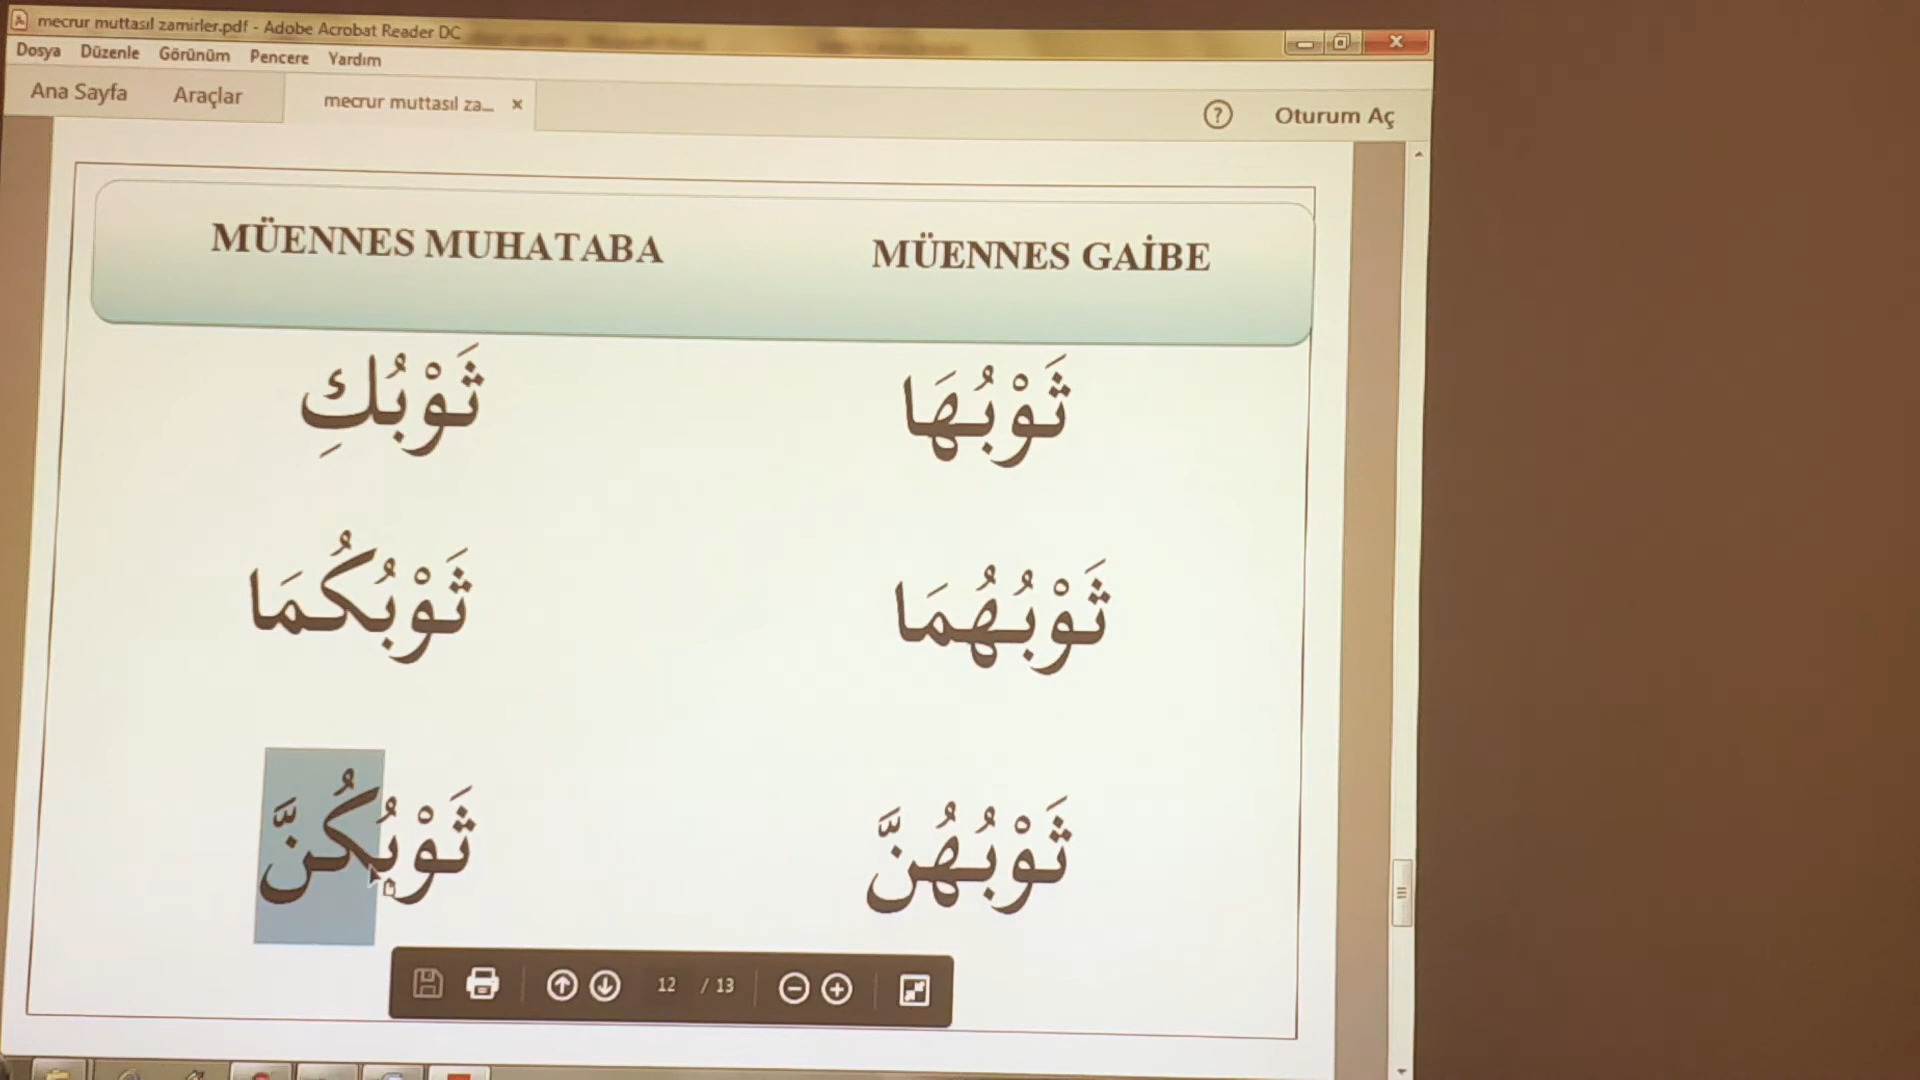 mecrur muttasıl zamirler.pdf - Adobe Acrobat Reader DC
Dosya Düzenle Görünüm Pencere Yardım
Ana Sayfa Araçlar mecrur muttasıl za... Oturum Aç
MÜENNES MUHATABA MÜENNES GAİBE
ثَوْبُهَا ثَوْبُكِ
ثَوْبُهُمَا ثَوْبُكُمَا
ثَوْبُهُنَّ ثَوْبُكُنَّ
12 / 13